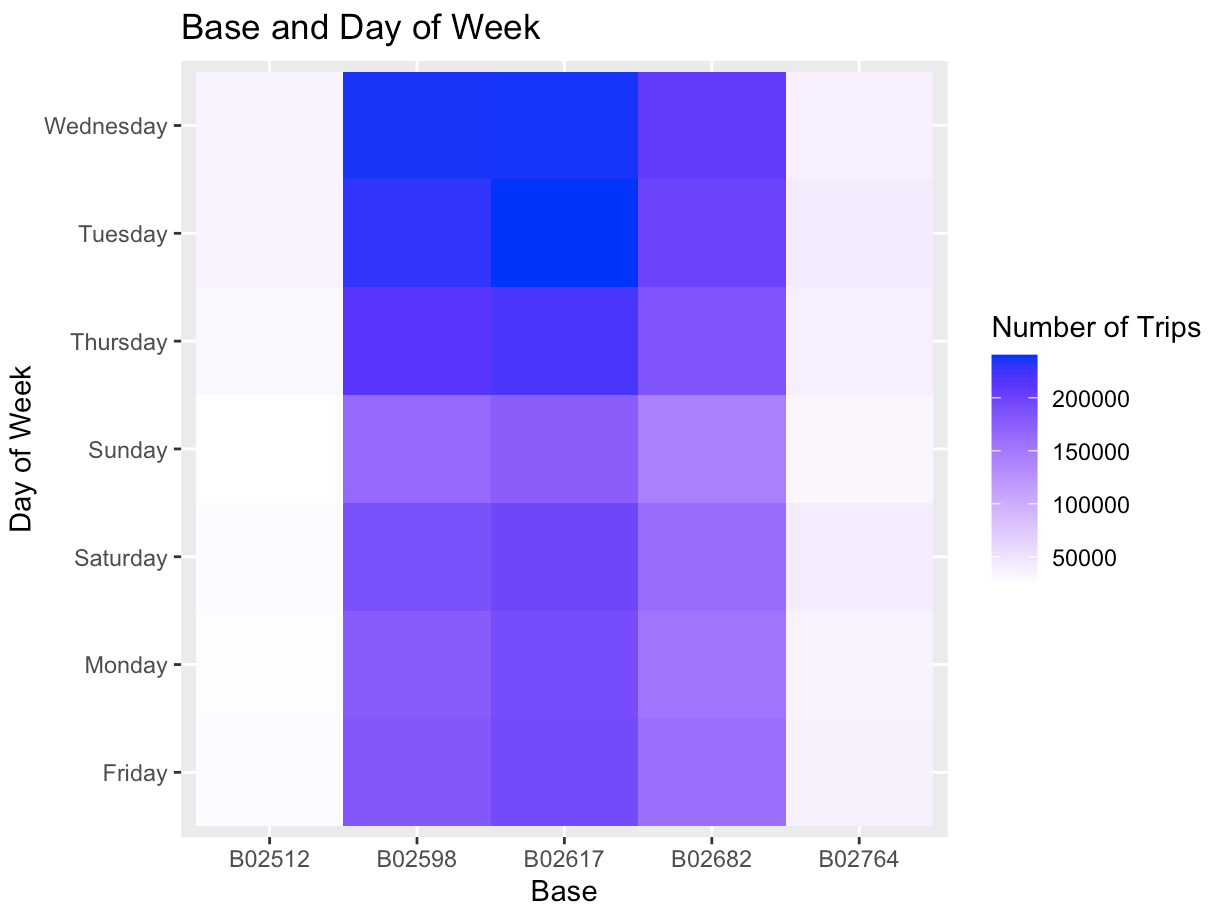 Base and Day of Week
Day of Week
Wednesday
Tuesday
Thursday
Sunday
Saturday
Monday
Friday
B02512 B02598 B02617 B02682 B02764
Base
Number of Trips
200000
150000
100000
50000